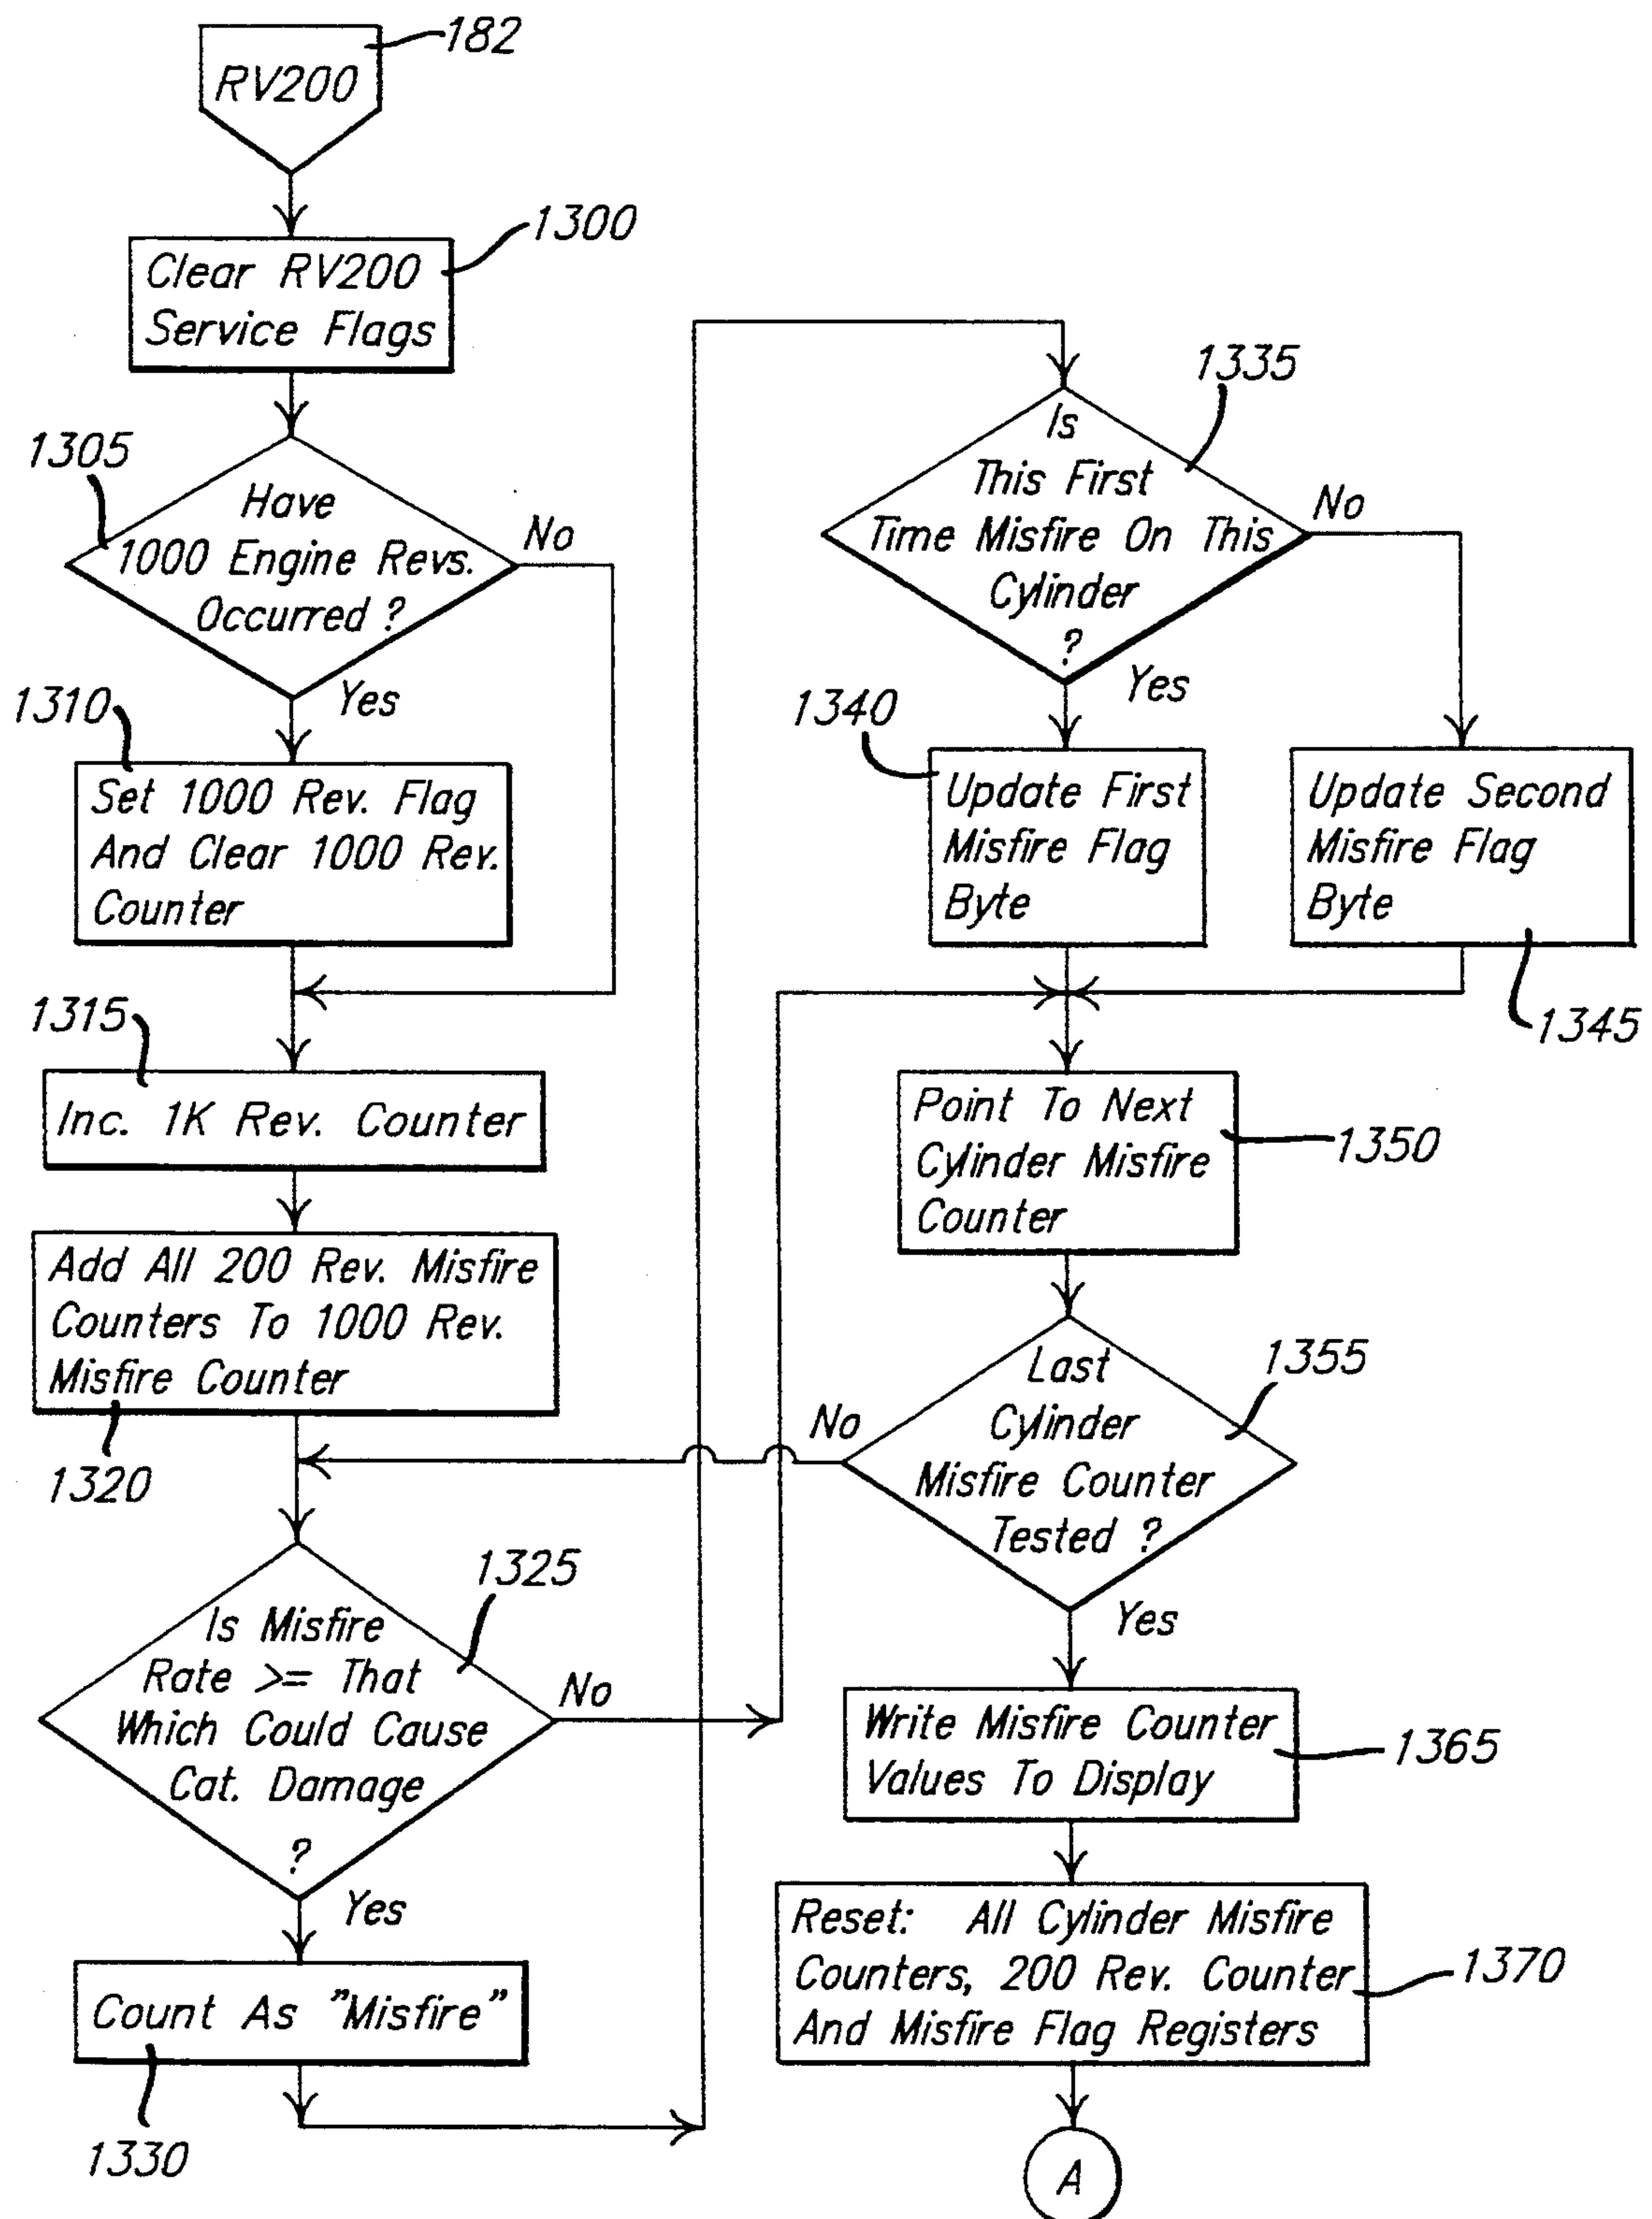 182
RV200
1300
Clear RV200
Service Flags
1305
Have
1000 Engine Revs.
Occurred ?
No
Yes
1310
Set 1000 Rev. Flag
And Clear 1000 Rev.
Counter
1315
Inc. 1K Rev. Counter
Add All 200 Rev. Misfire
Counters To 1000 Rev.
Misfire Counter
1320
1325
Is Misfire
Rate >= That
Which Could Cause
Cat. Damage
?
No
Yes
Count As "Misfire"
1330
1335
Is
This First
Time Misfire On This
Cylinder
?
No
Yes
1340
Update First
Misfire Flag
Byte
Update Second
Misfire Flag
Byte
1345
Point To Next
Cylinder Misfire
Counter
1350
1355
Last
Cylinder
Misfire Counter
Tested ?
No
Yes
Write Misfire Counter
Values To Display
1365
Reset: All Cylinder Misfire
Counters, 200 Rev. Counter
And Misfire Flag Registers
1370
A